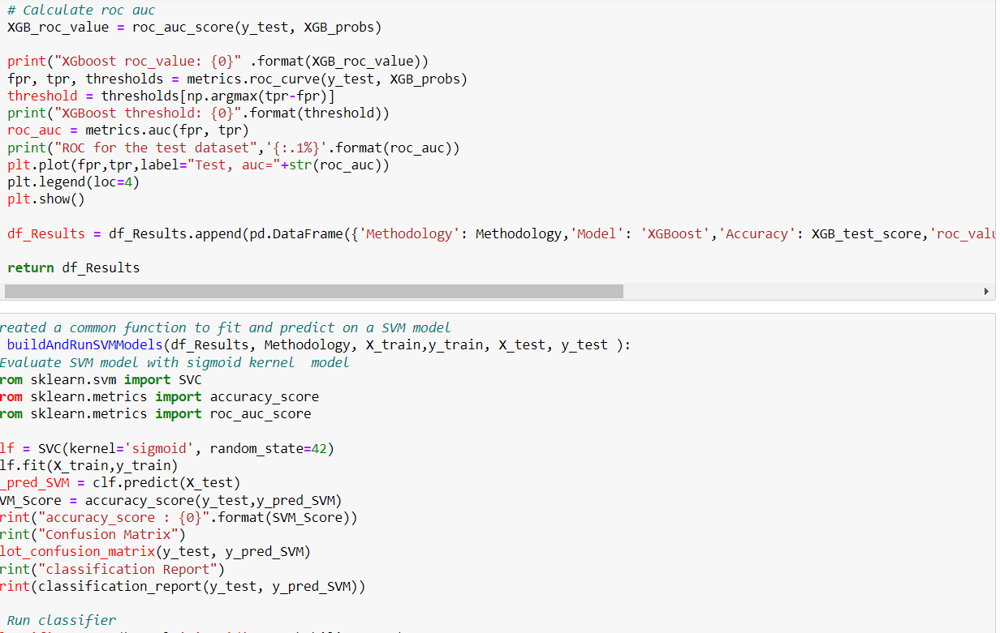 # Calculate roc auc
XGB_roc_value = roc_auc_score(y_test, XGB_probs)
print("XGboost roc_value: {0}" .format(XGB_roc_value))
fpr, tpr, thresholds = metrics.roc_curve(y_test, XGB_probs)
threshold = thresholds[np.argmax(tpr-fpr)]
print("XGBoost threshold: {0}".format(threshold))
roc_auc = metrics.auc(fpr, tpr)
print("ROC for the test dataset",'{:.1%}'.format(roc_auc))
plt.plot(fpr,tpr,label="Test, auc="+str(roc_auc))
plt.legend(loc=4)
plt.show()
df_Results = df_Results.append(pd.DataFrame({'Methodology': Methodology,'Model': 'XGBoost','Accuracy': XGB_test_score,'roc_valu
return df_Results
reated a common function to fit and predict on a SVM model
buildAndRunSVMModels(df_Results, Methodology, X_train,y_train, X_test, y_test ):
Evaluate SVM model with sigmoid kernel  model
rom sklearn.svm import SVC
rom sklearn.metrics import accuracy_score
rom sklearn.metrics import roc_auc_score
lf = SVC(kernel='sigmoid', random_state=42)
lf.fit(X_train,y_train)
_pred_SVM = clf.predict(X_test)
VM_Score = accuracy_score(y_test,y_pred_SVM)
rint("accuracy_score : {0}".format(SVM_Score))
rint("Confusion Matrix")
lot_confusion_matrix(y_test, y_pred_SVM)
rint("classification Report")
rint(classification_report(y_test, y_pred_SVM))
Run classifier